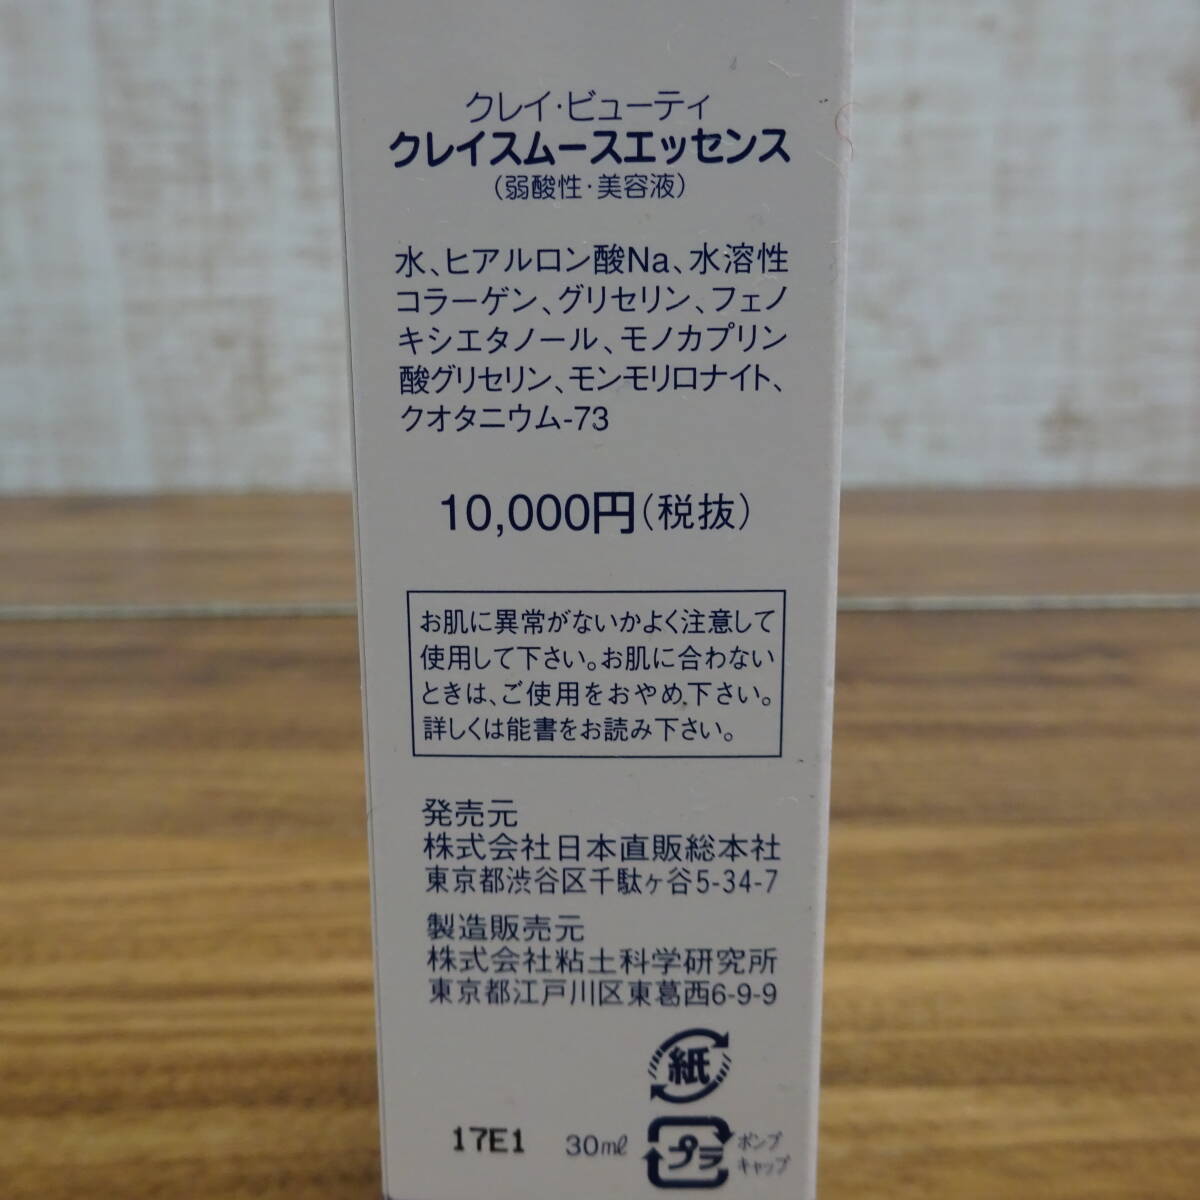 クレイ・ビューティ
クレイスムースエッセンス
(弱酸性・美容液)
水、ヒアルロン酸Na、水溶性
コラーゲン、グリセリン、フェノ
キシエタノール、モノカプリン
酸グリセリン、モンモリロナイト、
クオタニウム-73
10,000円(税抜)
お肌に異常がないかよく注意して
使用して下さい。お肌に合わない
ときは、ご使用をおやめ下さい。
詳しくは能書をお読み下さい。
発売元
株式会社日本直販総本社
東京都渋谷区千駄ヶ谷5-34-7
製造販売元
株式会社粘土科学研究所
東京都江戸川区東葛西6-9-9
紙
17E1 30mℓ プラ ポンプ
キャップ